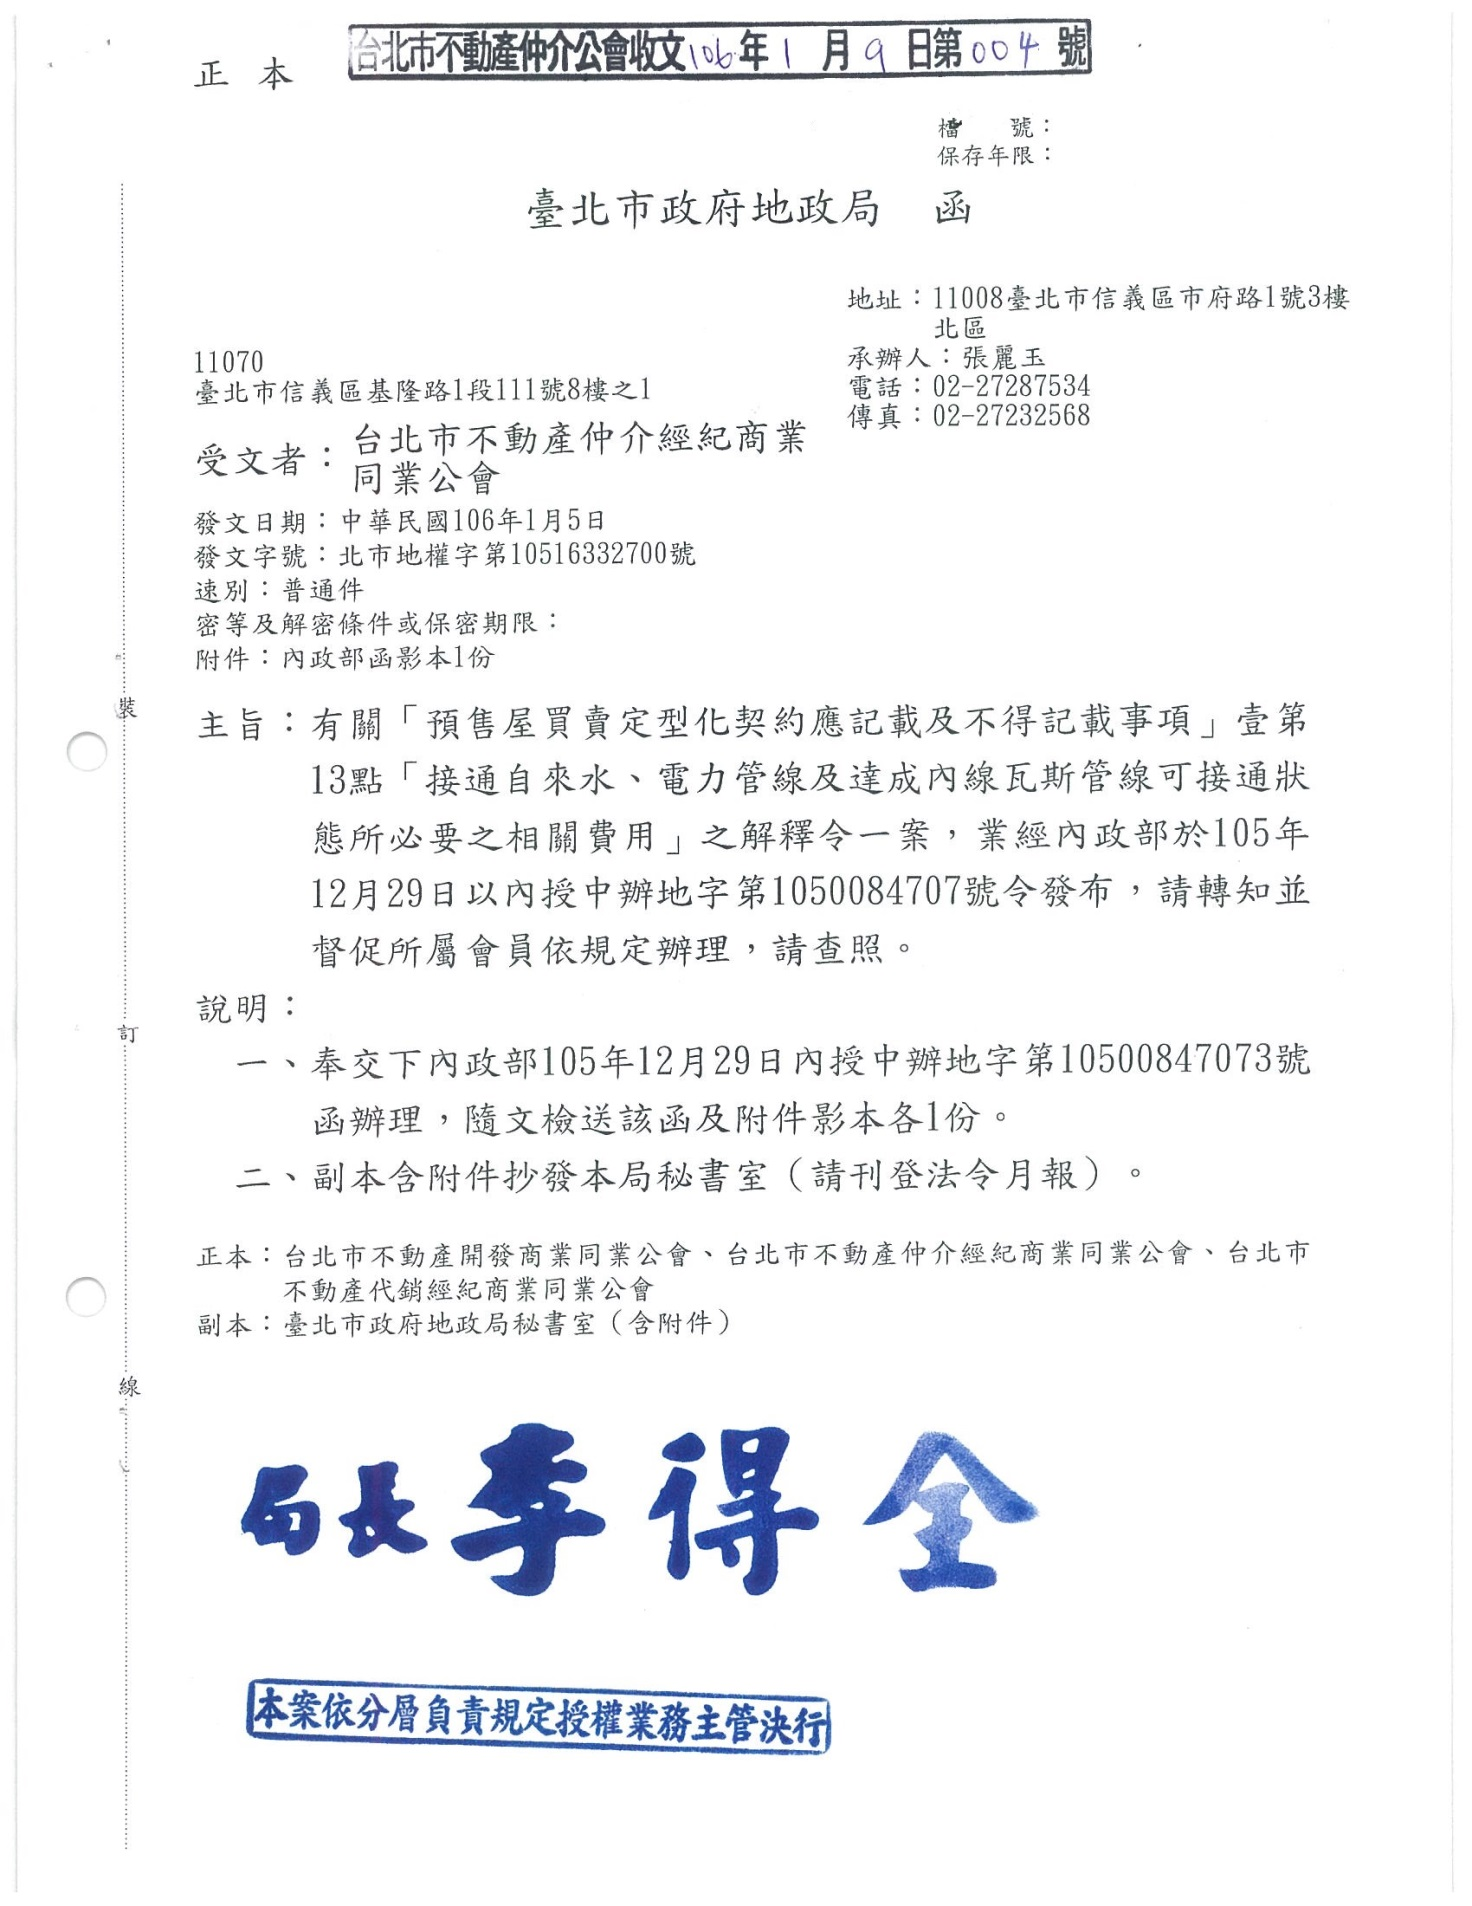 正本
台北市不動產仲介公會收文106年1月9日第004號
檔　　號：
保存年限：
臺北市政府地政局　函
地址：11008臺北市信義區市府路1號3樓
北區
承辦人：張麗玉
電話：02-27287534
傳真：02-27232568
11070
臺北市信義區基隆路1段111號8樓之1
受文者：台北市不動產仲介經紀商業
同業公會
發文日期：中華民國106年1月5日
發文字號：北市地權字第10516332700號
速別：普通件
密等及解密條件或保密期限：
附件：內政部函影本1份
主旨：有關「預售屋買賣定型化契約應記載及不得記載事項」壹第
13點「接通自來水、電力管線及達成內線瓦斯管線可接通狀
態所必要之相關費用」之解釋令一案，業經內政部於105年
12月29日以內授中辦地字第1050084707號令發布，請轉知並
督促所屬會員依規定辦理，請查照。
說明：
一、奉交下內政部105年12月29日內授中辦地字第10500847073號
函辦理，隨文檢送該函及附件影本各1份。
二、副本含附件抄發本局秘書室（請刊登法令月報）。
正本：台北市不動產開發商業同業公會、台北市不動產仲介經紀商業同業公會、台北市
不動產代銷經紀商業同業公會
副本：臺北市政府地政局秘書室（含附件）
局長李得全
本案依分層負責規定授權業務主管決行
裝
訂
線